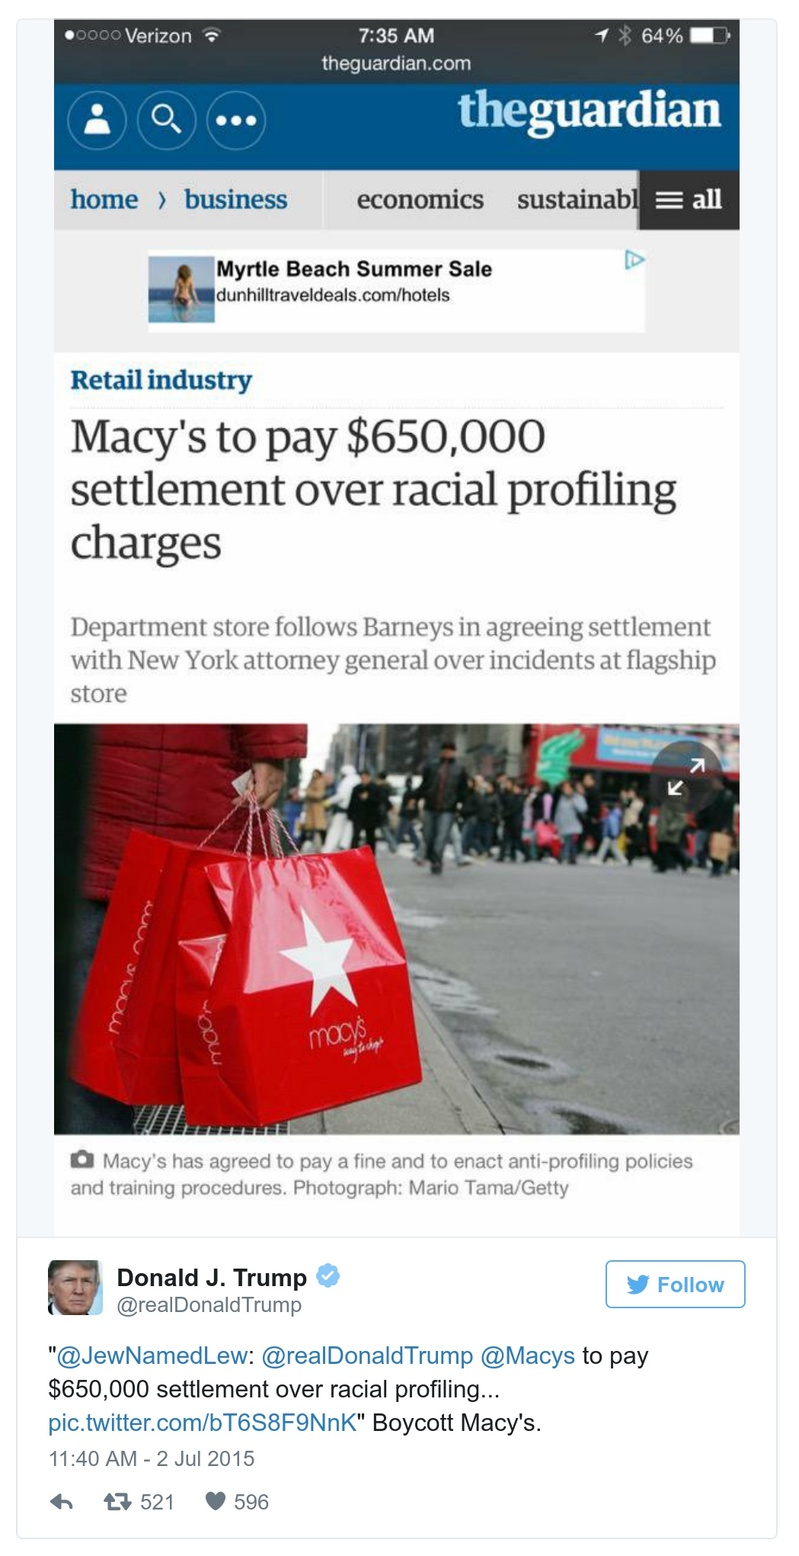 Verizon 7:35 AM 64%
theguardian.com
theguardian
home › business economics sustainabl all
Myrtle Beach Summer Sale
dunhilltraveldeals.com/hotels
Retail industry
Macy's to pay $650,000
settlement over racial profiling
charges
Department store follows Barneys in agreeing settlement
with New York attorney general over incidents at flagship
store
macys.com
macy's
macy's
way to shop!
Macy's has agreed to pay a fine and to enact anti-profiling policies
and training procedures. Photograph: Mario Tama/Getty
Donald J. Trump
@realDonaldTrump
Follow
"@JewNamedLew: @realDonaldTrump @Macys to pay
$650,000 settlement over racial profiling...
pic.twitter.com/bT6S8F9NnK" Boycott Macy's.
11:40 AM - 2 Jul 2015
521 596